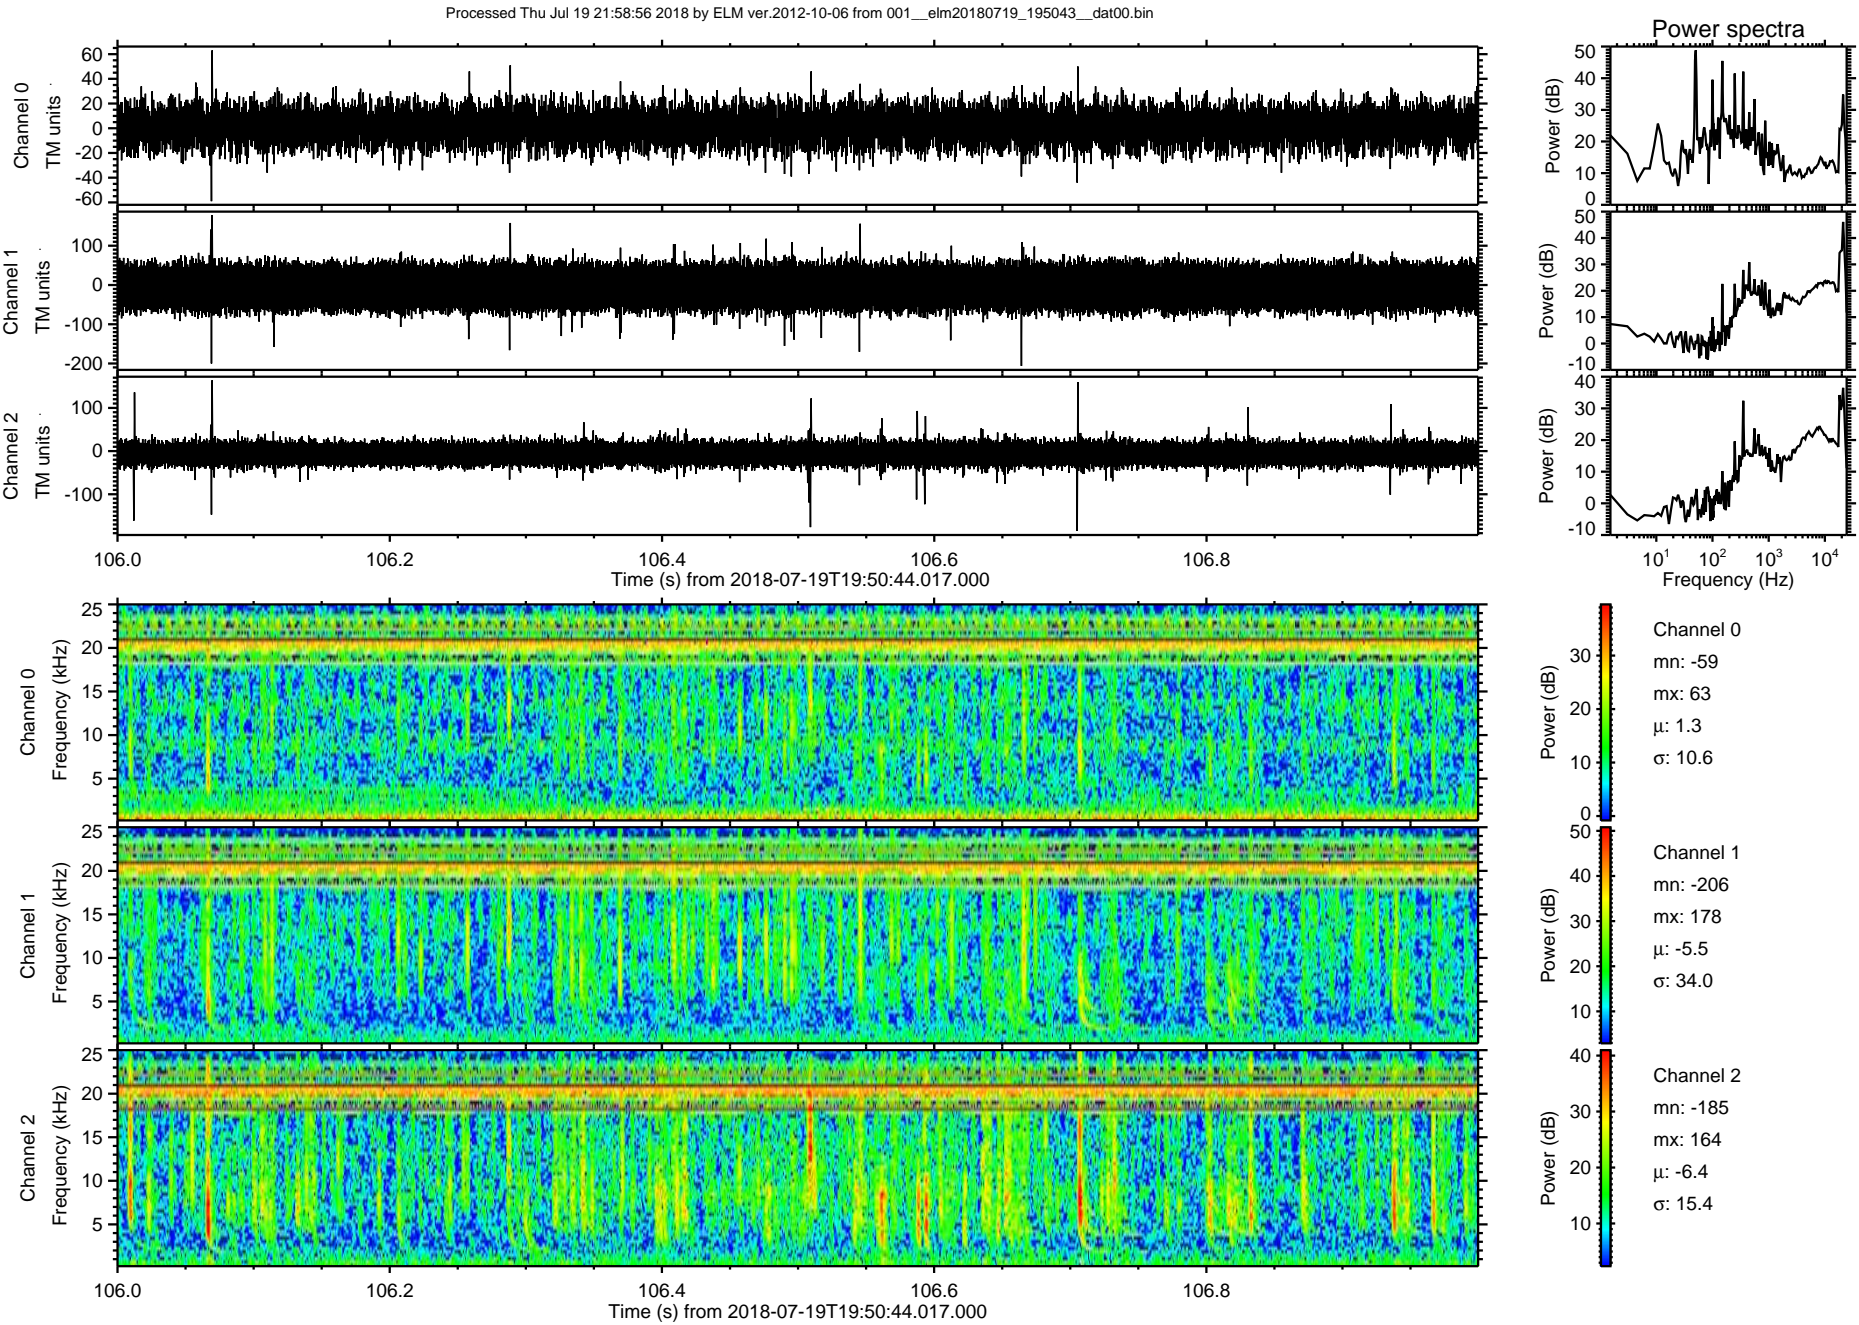 Processed Thu Jul 19 21:58:56 2018 by ELM ver.2012-10-06 from 001__elm20180719_195043__dat00.bin
Power spectra
Channel 0
TM units
60
40
20
0
-20
-40
-60
Power (dB)
50
40
30
20
10
0
Channel 1
TM units
100
0
-100
-200
Power (dB)
50
40
30
20
10
0
-10
Channel 2
TM units
100
0
-100
Power (dB)
40
30
20
10
0
-10
106.0 106.2 106.4 106.6 106.8
Time (s) from 2018-07-19T19:50:44.017.000
10¹ 10² 10³ 10⁴
Frequency (Hz)
Channel 0
Frequency (kHz)
25
20
15
10
5
Power (dB)
30
20
10
0
Channel 0
mn: -59
mx: 63
μ: 1.3
σ: 10.6
Channel 1
Frequency (kHz)
25
20
15
10
5
Power (dB)
50
40
30
20
10
Channel 1
mn: -206
mx: 178
μ: -5.5
σ: 34.0
Channel 2
Frequency (kHz)
25
20
15
10
5
Power (dB)
40
30
20
10
Channel 2
mn: -185
mx: 164
μ: -6.4
σ: 15.4
106.0 106.2 106.4 106.6 106.8
Time (s) from 2018-07-19T19:50:44.017.000